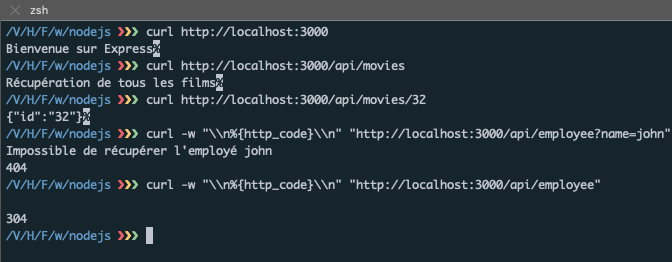 zsh
/V/H/F/w/nodejs ❯❯❯ curl http://localhost:3000
Bienvenue sur Express%
/V/H/F/w/nodejs ❯❯❯ curl http://localhost:3000/api/movies
Récupération de tous les films%
/V/H/F/w/nodejs ❯❯❯ curl http://localhost:3000/api/movies/32
{"id":"32"}%
/V/H/F/w/nodejs ❯❯❯ curl -w "\\n%{http_code}\\n" "http://localhost:3000/api/employee?name=john"
Impossible de récupérer l'employé john
404
/V/H/F/w/nodejs ❯❯❯ curl -w "\\n%{http_code}\\n" "http://localhost:3000/api/employee"
304
/V/H/F/w/nodejs ❯❯❯